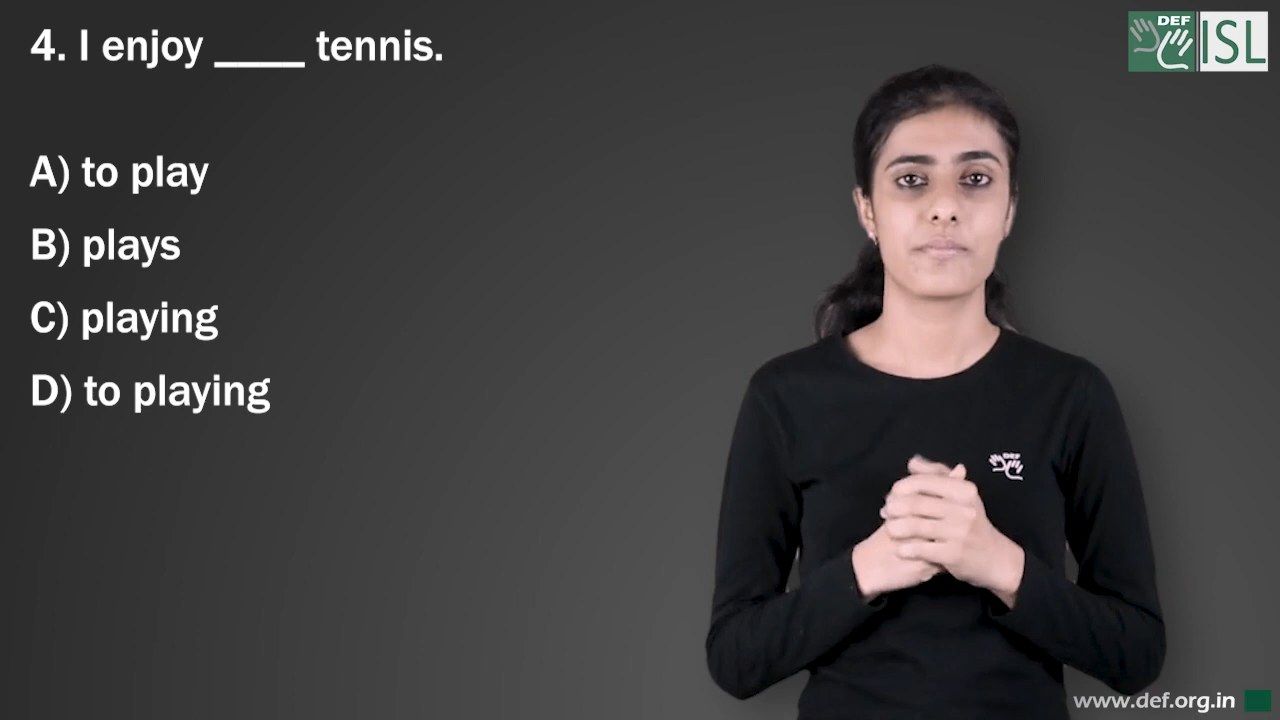 4. I enjoy ____ tennis.
DEF
ISL
A) to play
B) plays
C) playing
D) to playing
DEF
www.def.org.in